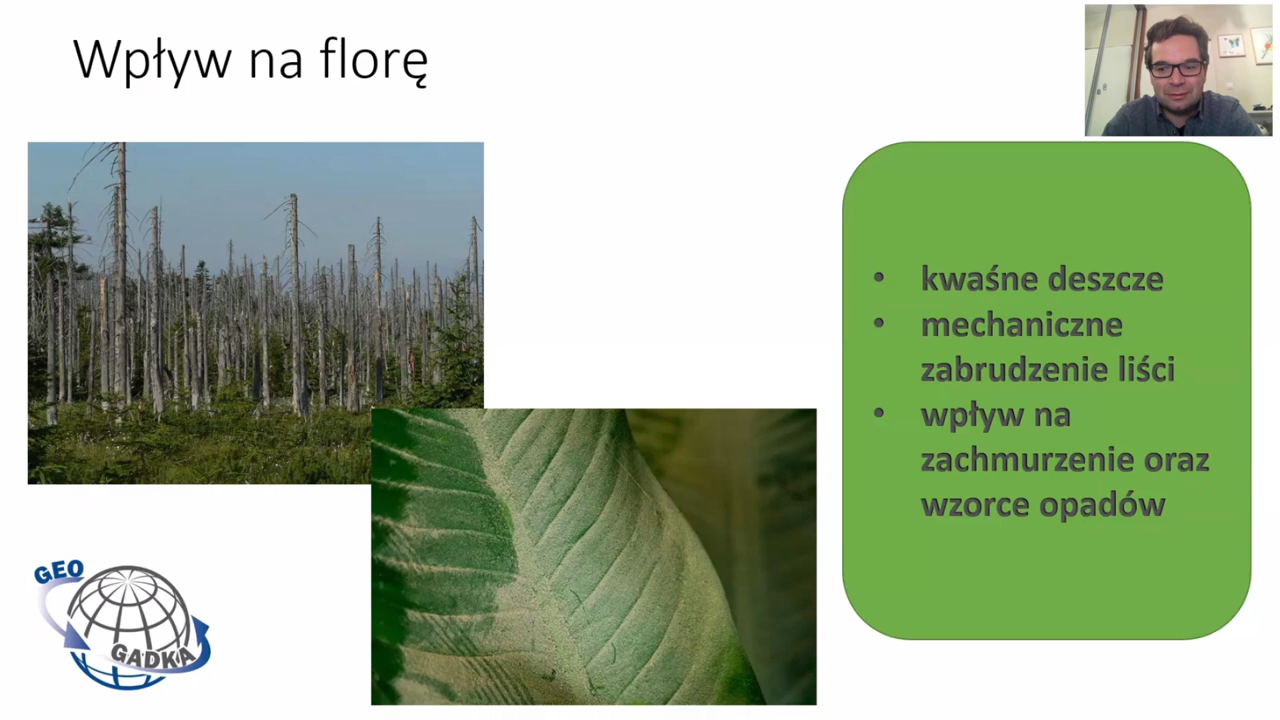 Wpływ na florę
• kwaśne deszcze
• mechaniczne
zabrudzenie liści
• wpływ na
zachmurzenie oraz
wzorce opadów
GEO
GADKA